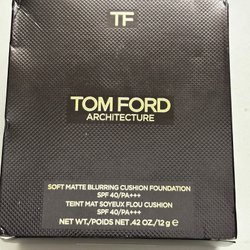 TF
TOM FORD
ARCHITECTURE
SOFT MATTE BLURRING CUSHION FOUNDATION
SPF 40/PA+++
TEINT MAT SOYEUX FLOU CUSHION
SPF 40/PA+++
NET WT./POIDS NET .42 OZ./12 g e